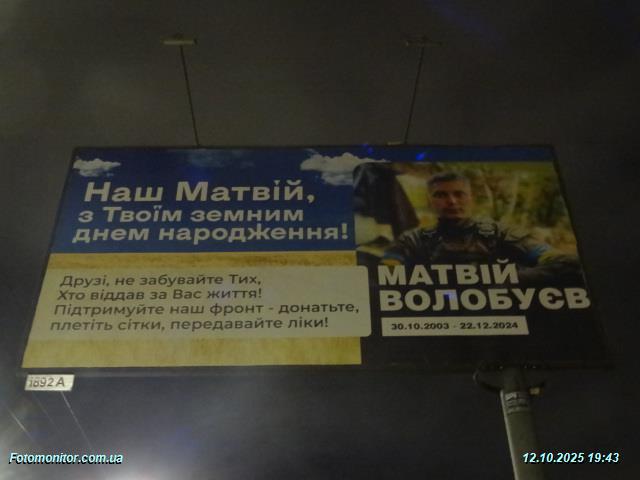 Наш Матвій,
з Твоїм земним
днем народження!
Друзі, не забувайте Тих,
Хто віддав за Вас життя!
Підтримуйте наш фронт - донатьте,
плетіть сітки, передавайте ліки!
МАТВІЙ
ВОЛОБУЄВ
30.10.2003 - 22.12.2024
1892А
Fotomonitor.com.ua
12.10.2025 19:43